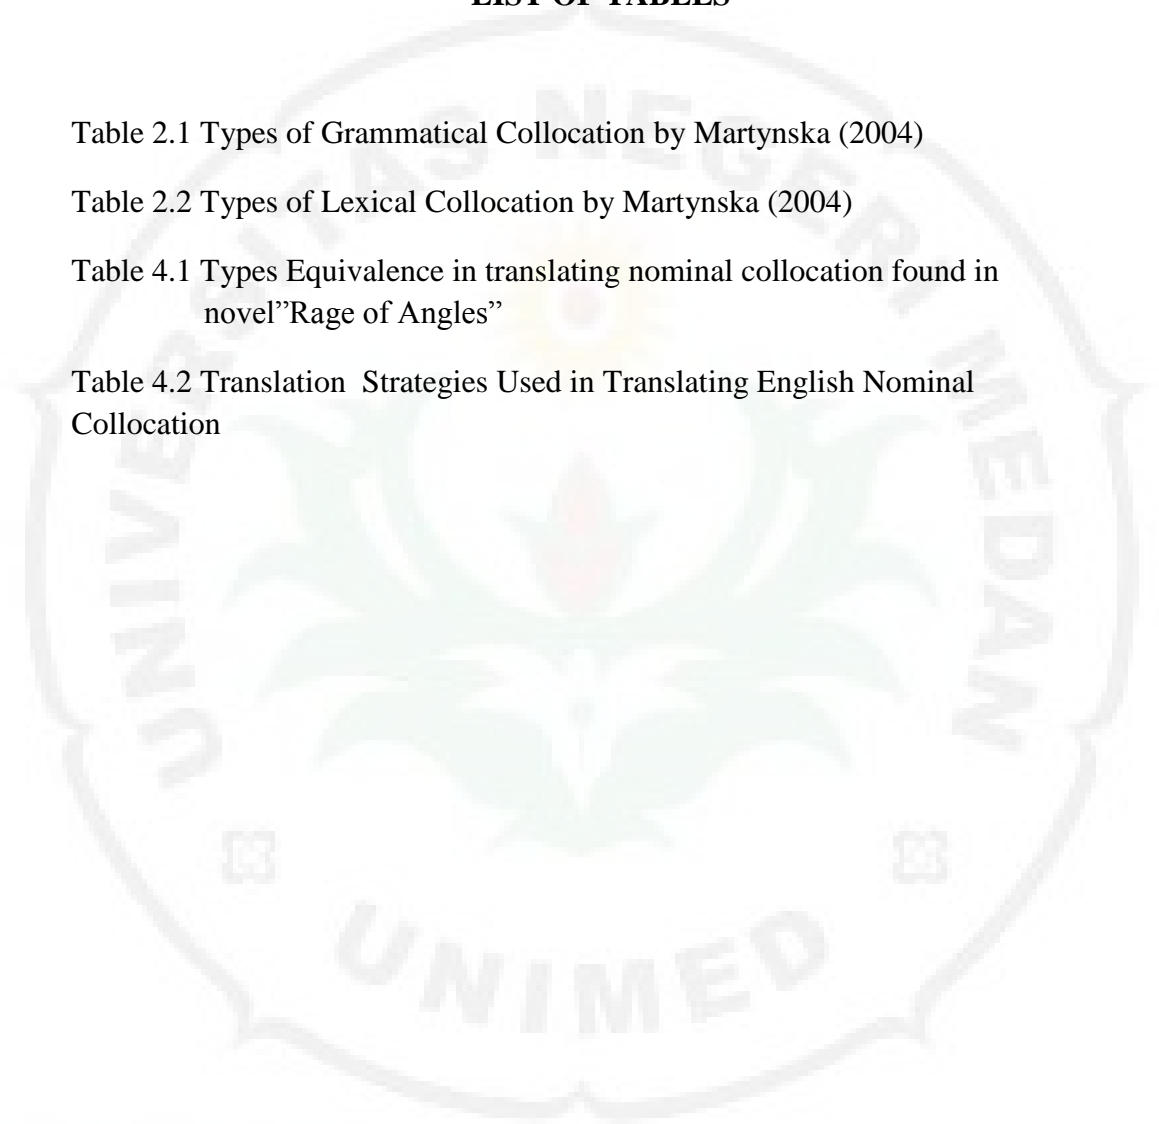 LIST OF TABLES
Table 2.1 Types of Grammatical Collocation by Martynska (2004)
Table 2.2 Types of Lexical Collocation by Martynska (2004)
Table 4.1 Types Equivalence in translating nominal collocation found in
novel”Rage of Angles”
Table 4.2 Translation  Strategies Used in Translating English Nominal
Collocation
UNIVERSITAS NEGERI MEDAN
UNIMED